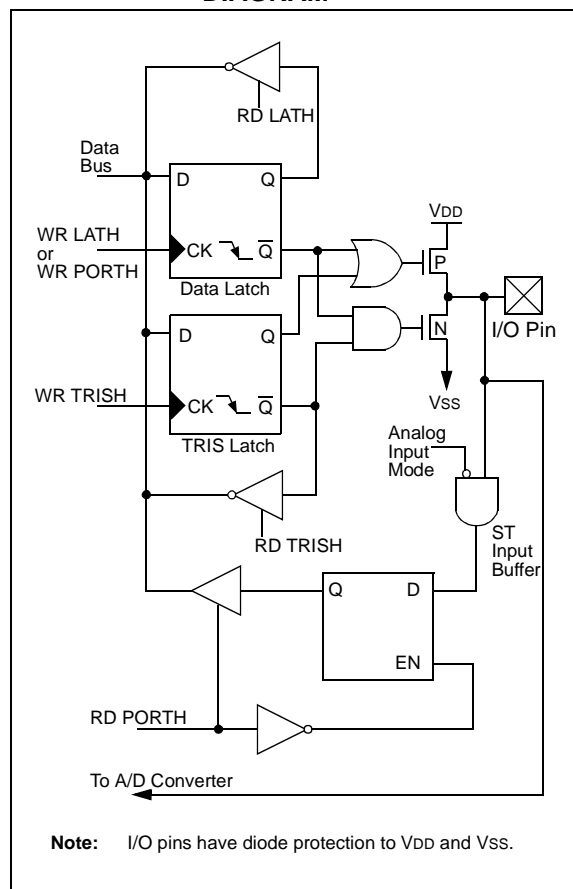 DIAGRAM
RD LATH
Data
Bus
D
Q
VDD
WR LATH
or
WR PORTH
CK
Q
P
Data Latch
I/O Pin
D
Q
N
WR TRISH
CK
Q
VSS
TRIS Latch
Analog
Input
Mode
RD TRISH
ST
Input
Buffer
Q
D
EN
RD PORTH
To A/D Converter
Note: I/O pins have diode protection to VDD and VSS.